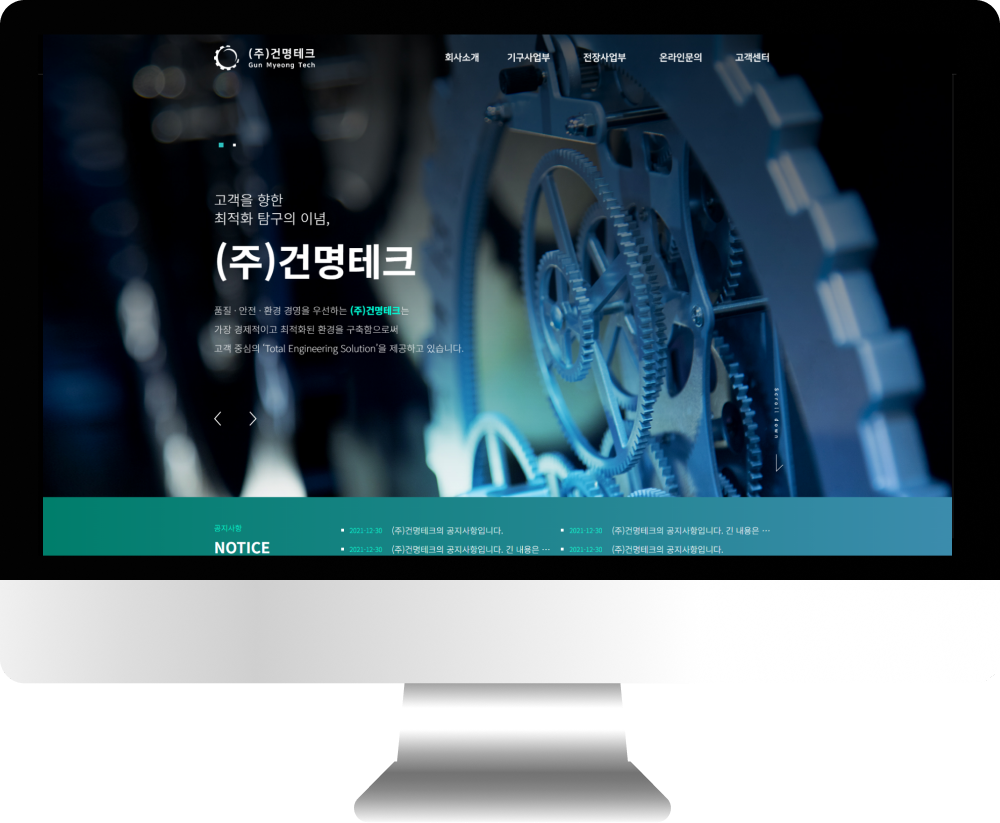 (주)건명테크
Gun Myeong Tech
회사소개 기구사업부 전장사업부 온라인문의 고객센터
고객을 향한
최적화 탐구의 이념,
(주)건명테크
품질 · 안전 · 환경 경영을 우선하는 (주)건명테크는
가장 경제적이고 최적화된 환경을 구축함으로써
고객 중심의 'Total Engineering Solution'을 제공하고 있습니다.
Scroll down
공지사항
NOTICE
2021-12-30 (주)건명테크의 공지사항입니다.
2021-12-30 (주)건명테크의 공지사항입니다. 긴 내용은 ···
2021-12-30 (주)건명테크의 공지사항입니다. 긴 내용은 ···
2021-12-30 (주)건명테크의 공지사항입니다.